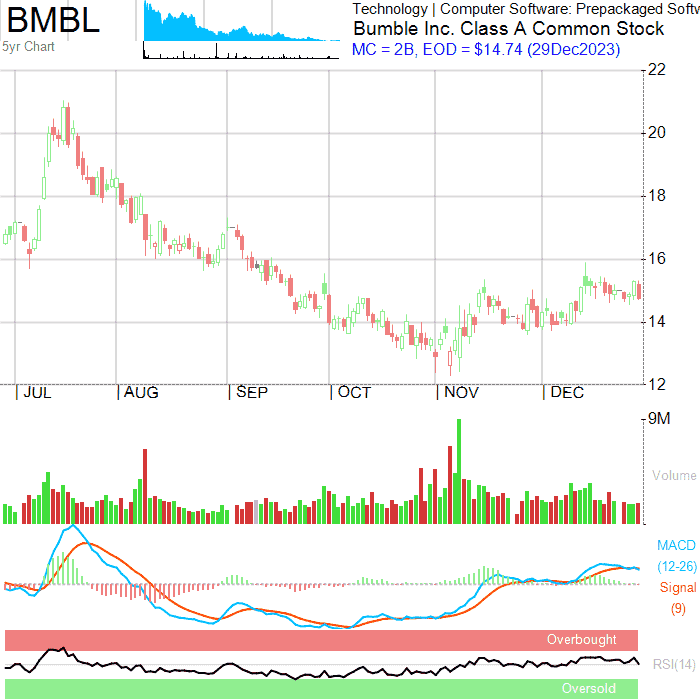 BMBL
5yr Chart
Technology | Computer Software: Prepackaged Softw
Bumble Inc. Class A Common Stock
MC = 2B, EOD = $14.74 (29Dec2023)
22
20
18
16
14
12
| JUL | AUG | SEP | OCT | NOV | DEC
9M
Volume
MACD
(12-26)
Signal
(9)
Overbought
RSI(14)
Oversold